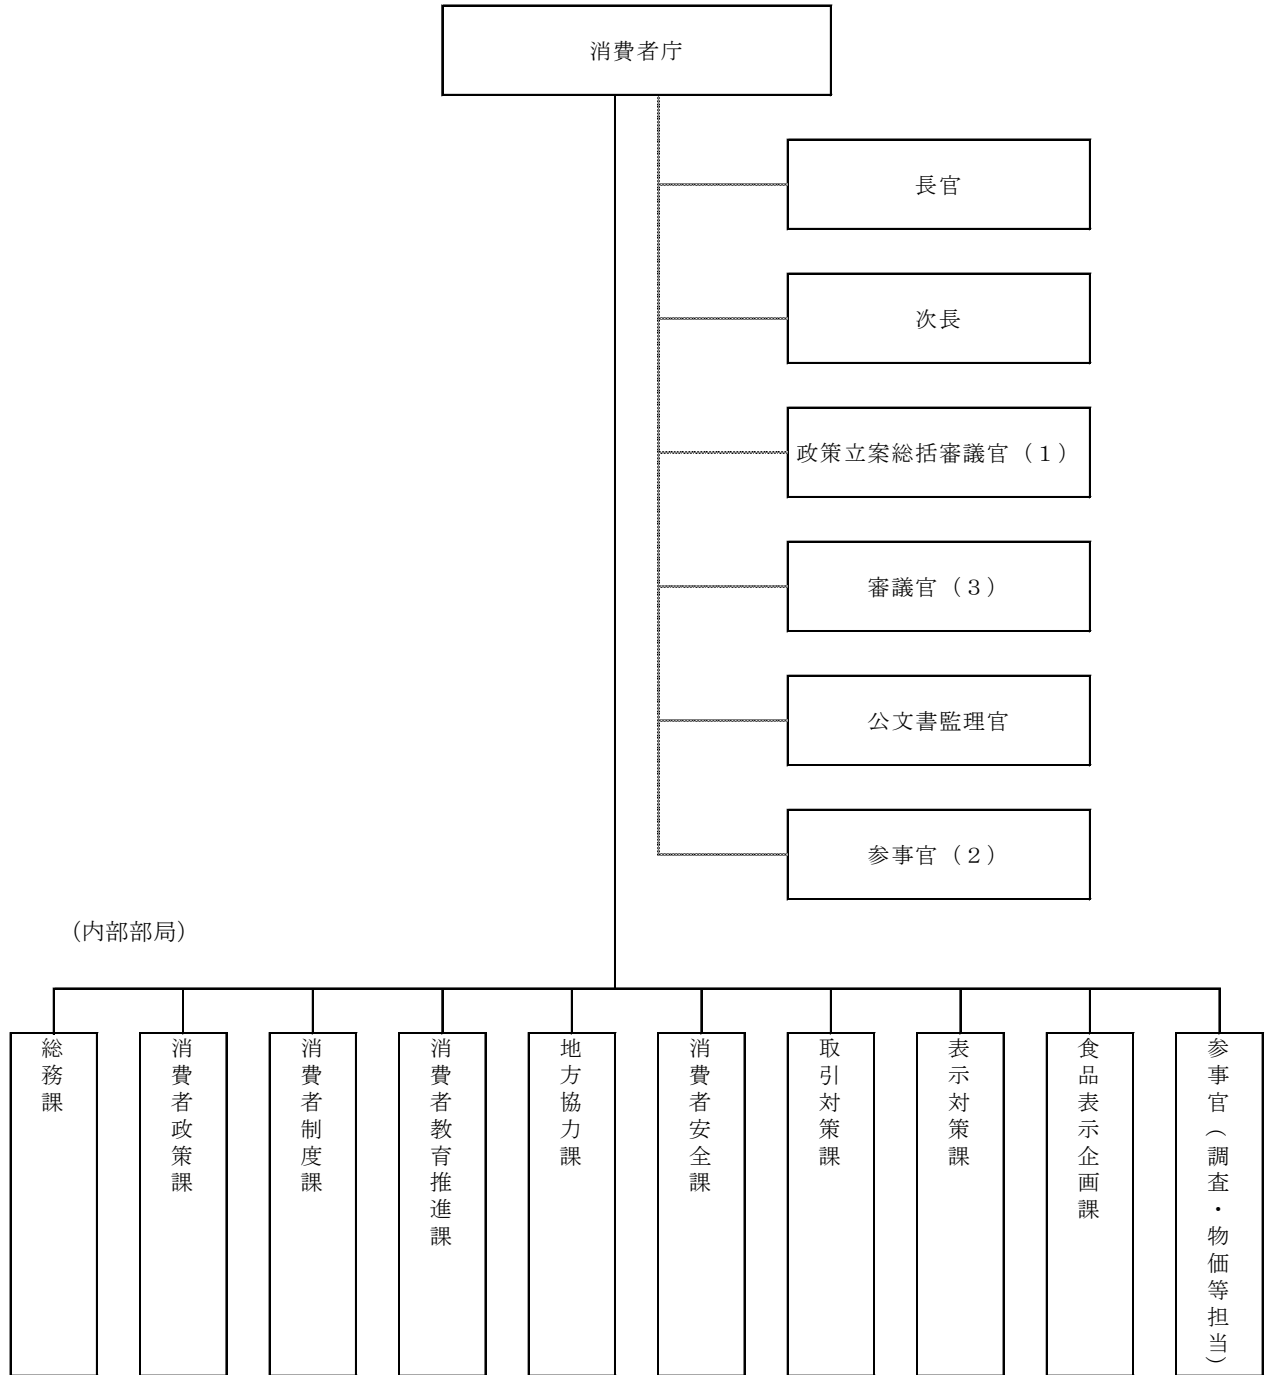 消費者庁
長官
次長
政策立案総括審議官（１）
審議官（３）
公文書監理官
参事官（２）
（内部部局）
総務課
消費者政策課
消費者制度課
消費者教育推進課
地方協力課
消費者安全課
取引対策課
表示対策課
食品表示企画課
参事官（調査・物価等担当）